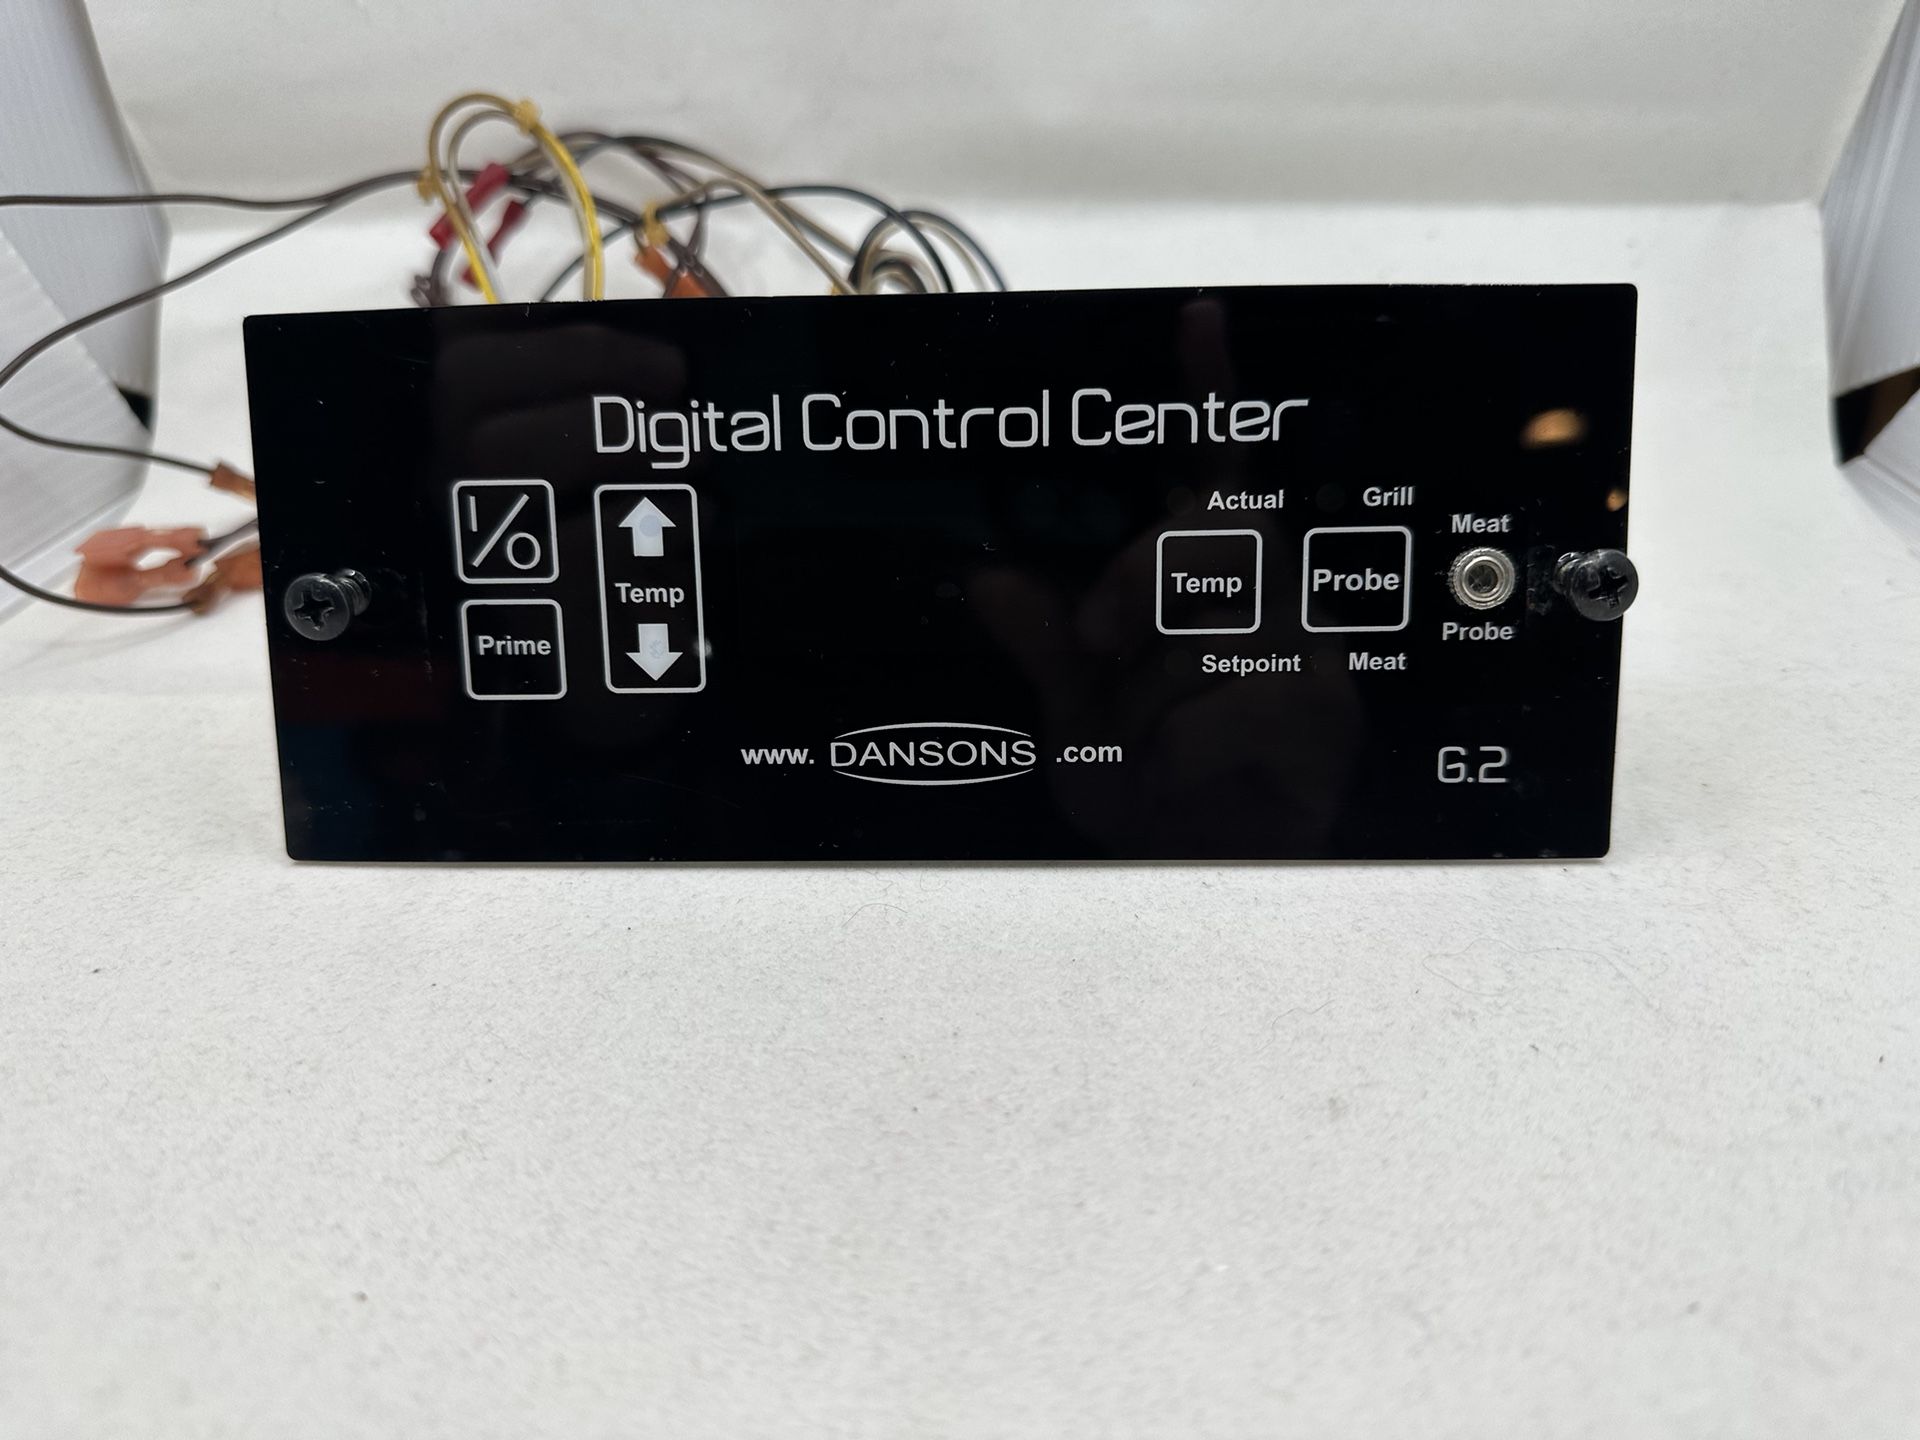 Digital Control Center
I/O
Prime
Temp
Actual
Temp
Setpoint
Grill
Probe
Meat
Meat
Probe
www. DANSONS .com
G.2